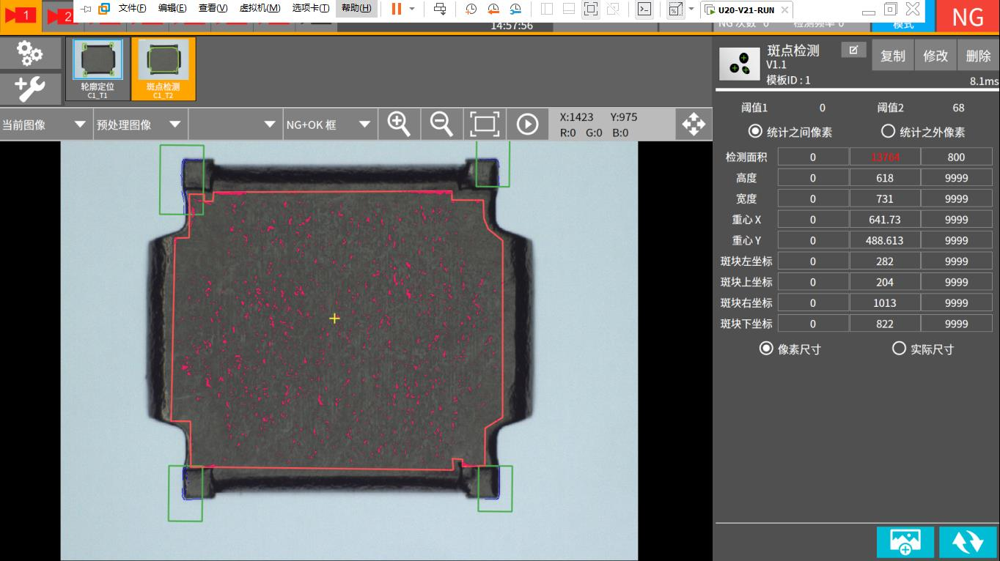 1
2
文件(F) 编辑(E) 查看(V) 虚拟机(M) 选项卡(T) 帮助(H)
U20-V21-RUN
14:57:56
NG 次数 0 检测频率 0
模式
NG
轮廓定位
C1_T1
斑点检测
C1_T2
斑点检测
V1.1
模板ID : 1
复制 修改 删除
8.1ms
当前图像 预处理图像 NG+OK 框
X:1423 Y:975
R:0 G:0 B:0
阈值1 0 阈值2 68
统计之间像素 统计之外像素
检测面积 0 13764 800
高度 0 618 9999
宽度 0 731 9999
重心 X 0 641.73 9999
重心 Y 0 488.613 9999
斑块左坐标 0 282 9999
斑块上坐标 0 204 9999
斑块右坐标 0 1013 9999
斑块下坐标 0 822 9999
像素尺寸 实际尺寸